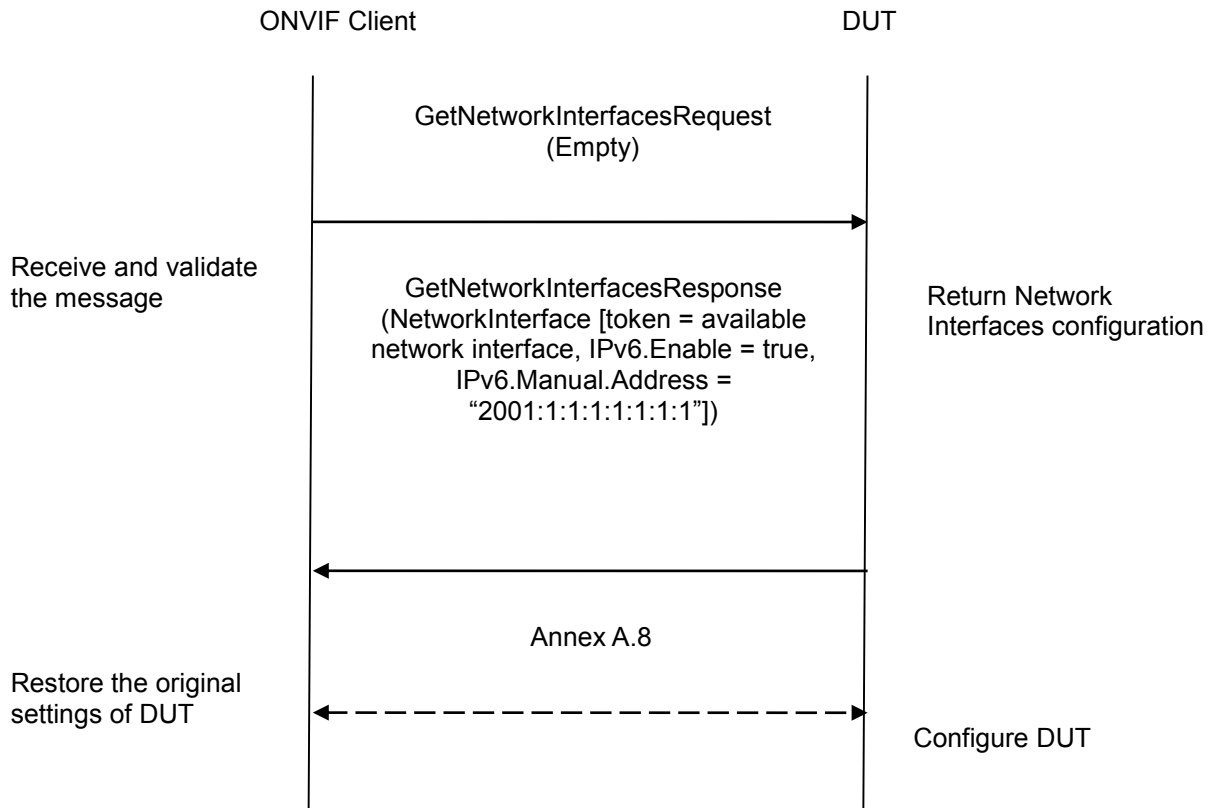 ONVIF Client
DUT
GetNetworkInterfacesRequest
(Empty)
Receive and validate
the message
GetNetworkInterfacesResponse
(NetworkInterface [token = available
network interface, IPv6.Enable = true,
IPv6.Manual.Address =
“2001:1:1:1:1:1:1:1”])
Return Network
Interfaces configuration
Annex A.8
Restore the original
settings of DUT
Configure DUT